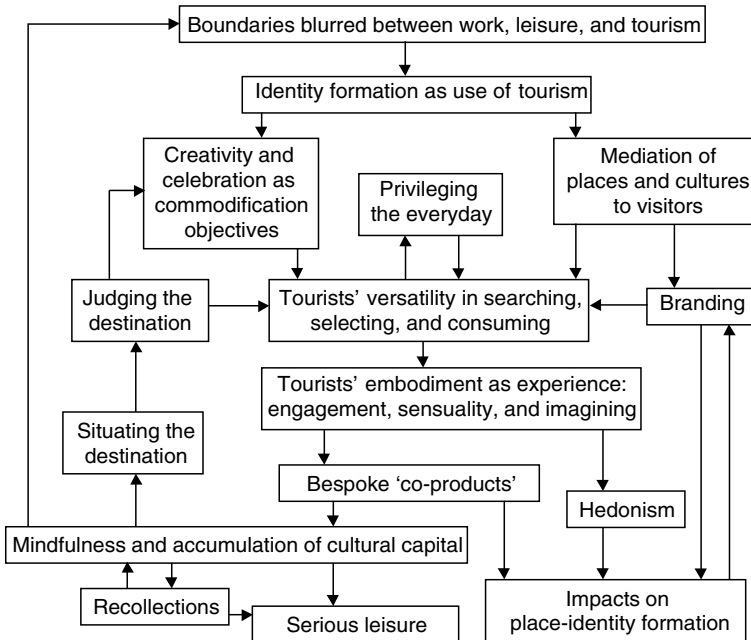 Boundaries blurred between work, leisure, and tourism
Identity formation as use of tourism
Creativity and
celebration as
commodification
objectives
Privileging
the everyday
Mediation of
places and cultures
to visitors
Judging the
destination
Tourists’ versatility in searching,
selecting, and consuming
Branding
Tourists’ embodiment as experience:
engagement, sensuality, and imagining
Situating the
destination
Bespoke ‘co-products’
Hedonism
Mindfulness and accumulation of cultural capital
Recollections
Serious leisure
Impacts on
place-identity formation